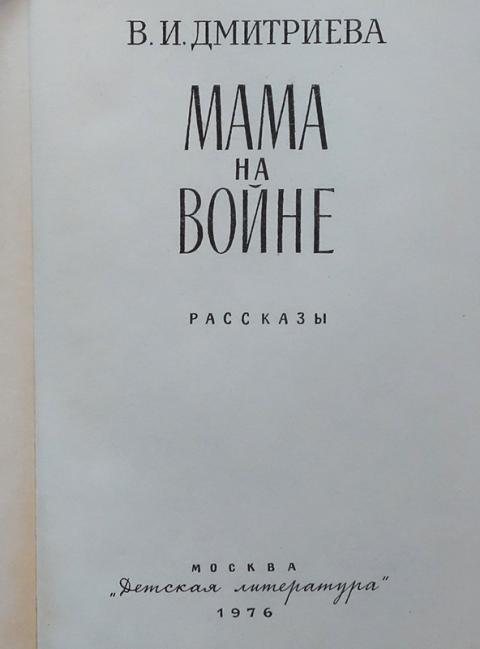 В. И. ДМИТРИЕВА
МАМА
НА
ВОЙНЕ
РАССКАЗЫ
МОСКВА
„Детская литература“
1976